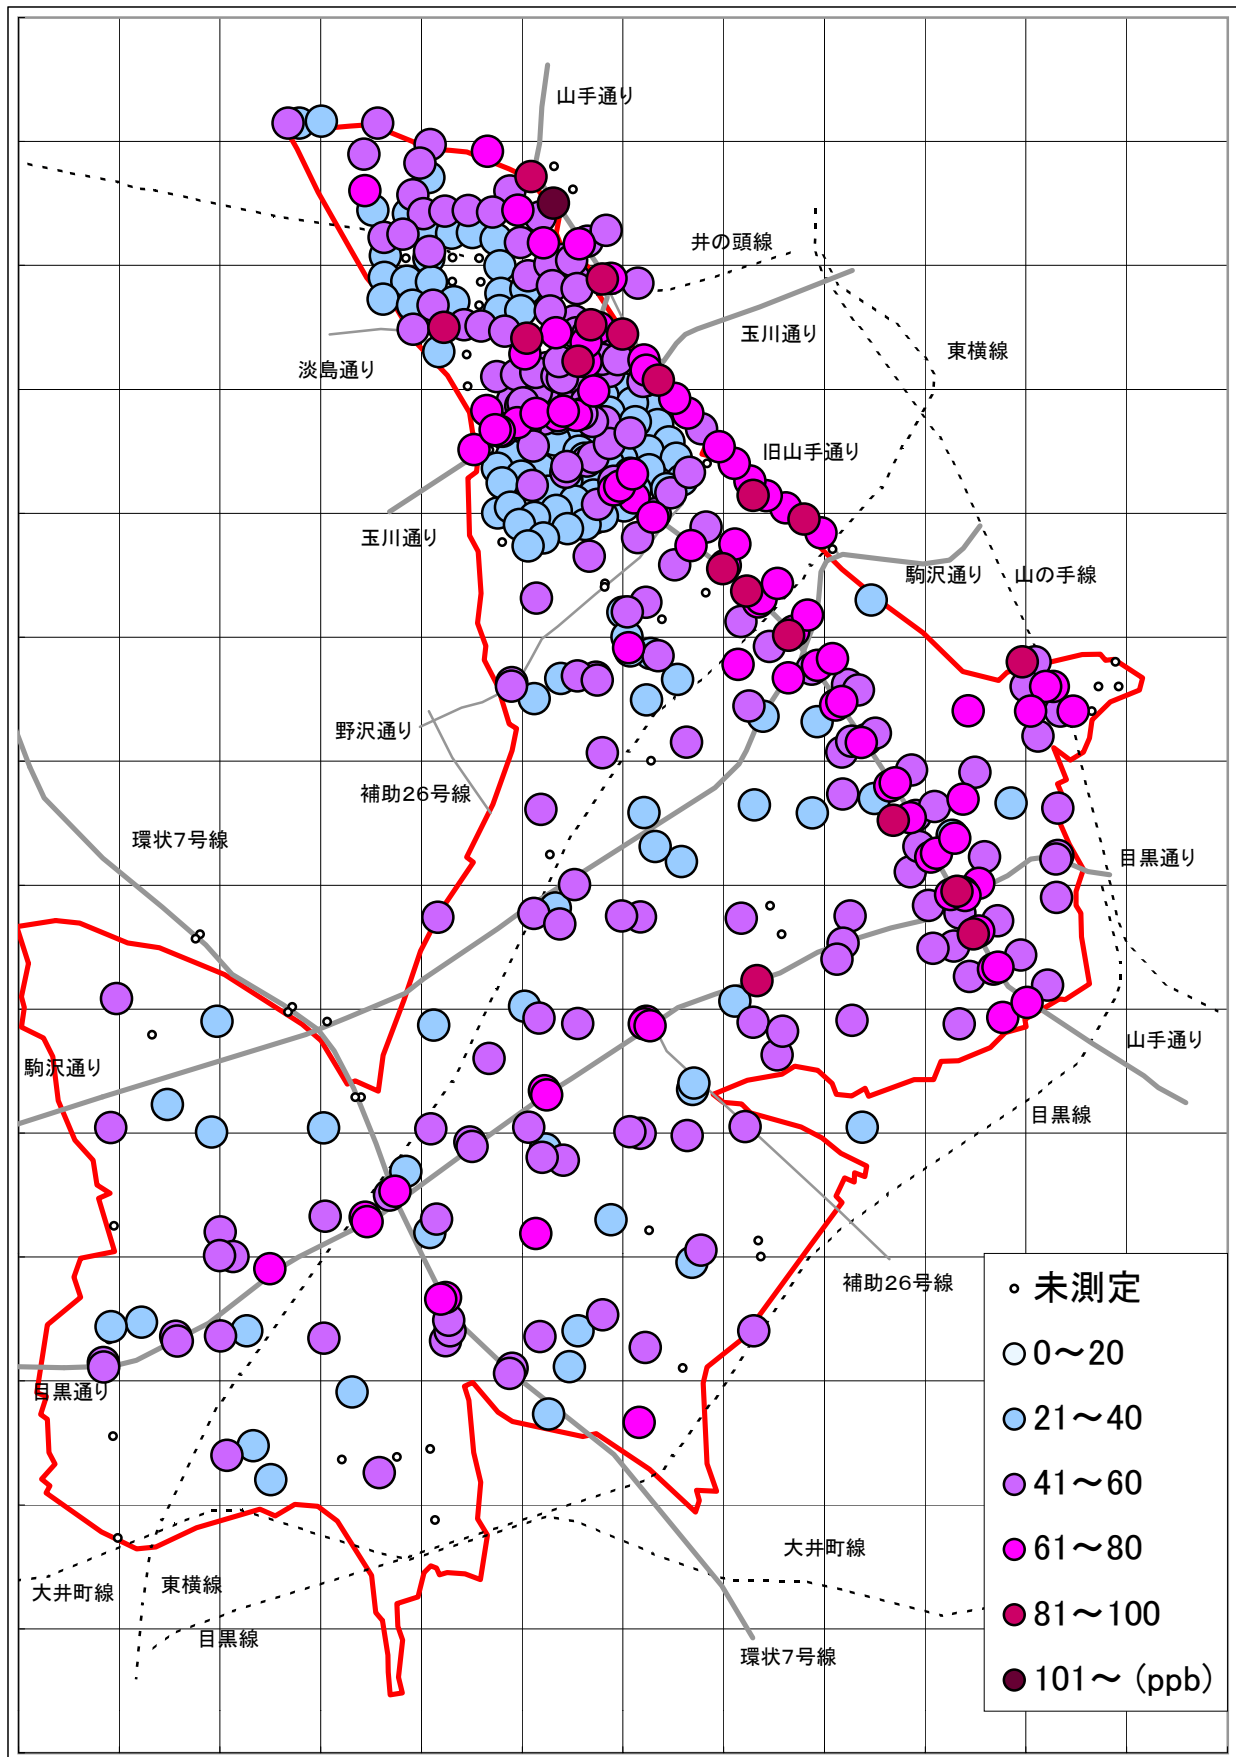 山手通り
井の頭線
玉川通り
東横線
淡島通り
旧山手通り
玉川通り
駒沢通り
山の手線
野沢通り
補助26号線
環状7号線
目黒通り
山手通り
駒沢通り
目黒線
補助26号線
目黒通り
大井町線
東横線
大井町線
目黒線
環状7号線
未測定
0～20
21～40
41～60
61～80
81～100
101～ (ppb)